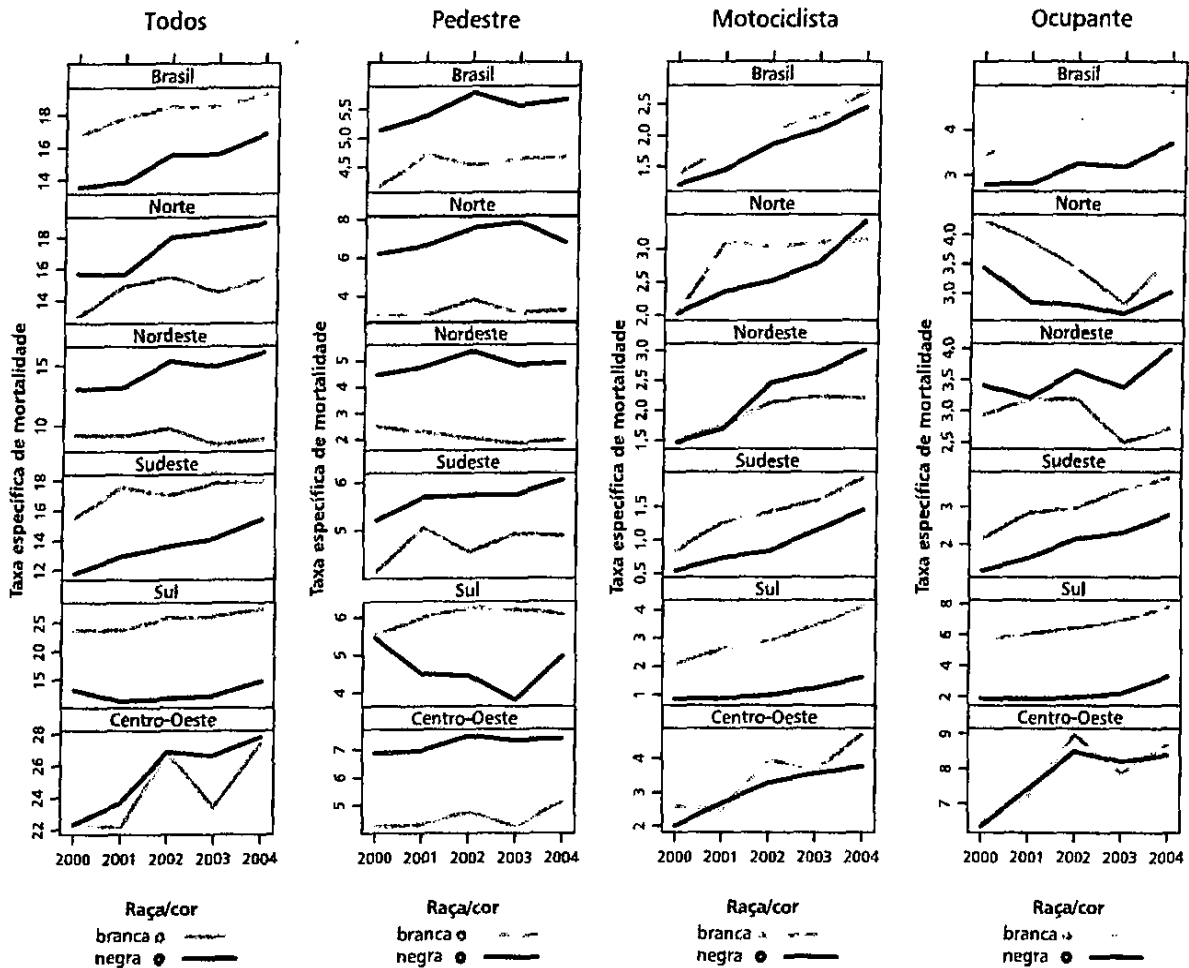 Todos
Pedestre
Motociclista
Ocupante
Taxa específica de mortalidade
Brasil
14 16 18
Norte
14 16 18
Nordeste
10 15
Sudeste
12 14 16 18
Sul
15 20 25
Centro-Oeste
22 24 26 28
2000 2001 2002 2003 2004
Raça/cor
branca
negra
Taxa específica de mortalidade
Brasil
4,5 5,0 5,5
Norte
4 6 8
Nordeste
2 3 4 5
Sudeste
5 6
Sul
4 5 6
Centro-Oeste
5 6 7
2000 2001 2002 2003 2004
Raça/cor
branca
negra
Taxa específica de mortalidade
Brasil
1,5 2,0 2,5
Norte
2,0 2,5 3,0
Nordeste
1,5 2,0 2,5 3,0
Sudeste
0,5 1,0 1,5
Sul
1 2 3 4
Centro-Oeste
2 3 4
2000 2001 2002 2003 2004
Raça/cor
branca
negra
Taxa específica de mortalidade
Brasil
3 4
Norte
3,0 3,5 4,0
Nordeste
2,5 3,0 3,5 4,0
Sudeste
2 3
Sul
2 4 6 8
Centro-Oeste
7 8 9
2000 2001 2002 2003 2004
Raça/cor
branca
negra